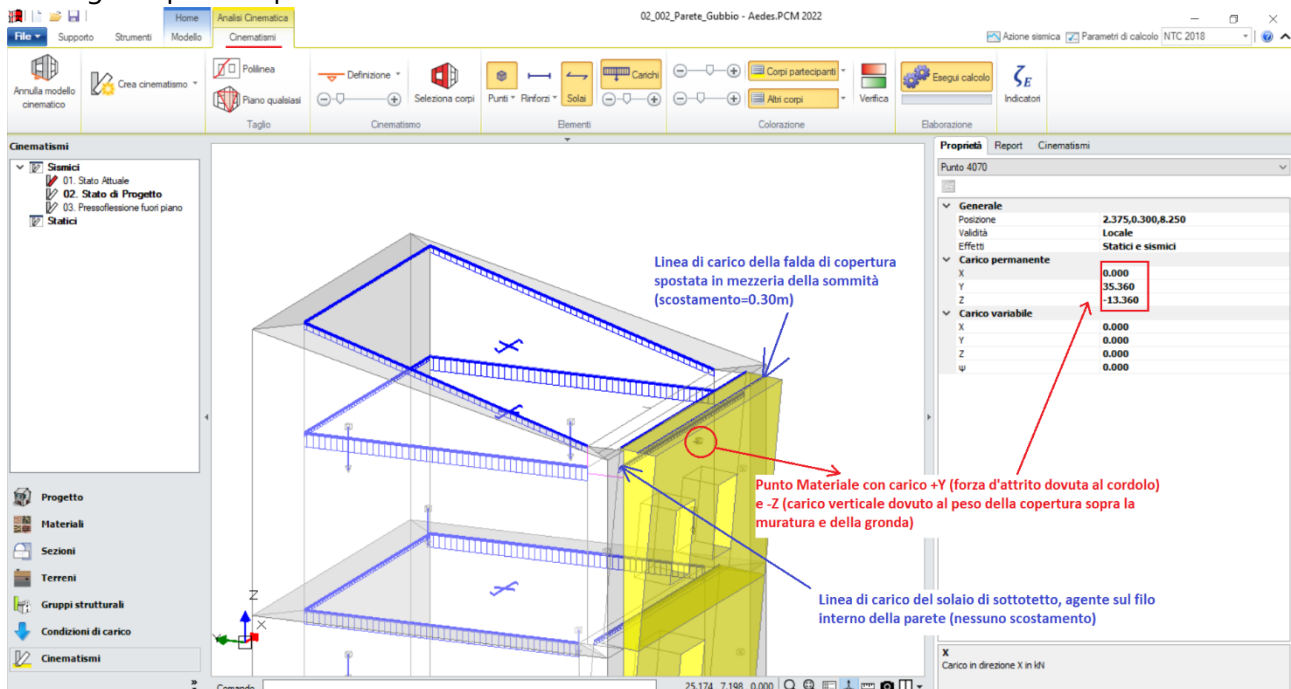 02_002_Parete_Gubbio - Aedes.PCM 2022
Home
Analisi Cinematica
File
Supporto
Strumenti
Modello
Cinematismi
Azione sismica
Parametri di calcolo
NTC 2018
Annulla modello cinematico
Crea cinematismo
Polilinea
Piano qualsiasi
Taglio
Definizione
Seleziona corpi
Cinematismo
Punti
Rinforzi
Solai
Carichi
Elementi
Corpi partecipanti
Altri corpi
Verifica
Colorazione
Esegui calcolo
Elaborazione
ζE
Indicatori
Cinematismi
Sismici
01. Stato Attuale
02. Stato di Progetto
03. Pressoflessione fuori piano
Statici
Progetto
Materiali
Sezioni
Terreni
Gruppi strutturali
Condizioni di carico
Cinematismi
Linea di carico della falda di copertura
spostata in mezzeria della sommità
(scostamento=0.30m)
Punto Materiale con carico +Y (forza d'attrito dovuta al cordolo)
e -Z (carico verticale dovuto al peso della copertura sopra la
muratura e della gronda)
Linea di carico del solaio di sottotetto, agente sul filo
interno della parete (nessuno scostamento)
Z
X
Comando
25.174 7.198 0.000
Proprietà Report Cinematismi
Punto 4070
Generale
Posizione 2.375,0.300,8.250
Validità Locale
Effetti Statici e sismici
Carico permanente
X 0.000
Y 35.360
Z -13.360
Carico variabile
X 0.000
Y 0.000
Z 0.000
ψ 0.000
X
Carico in direzione X in kN